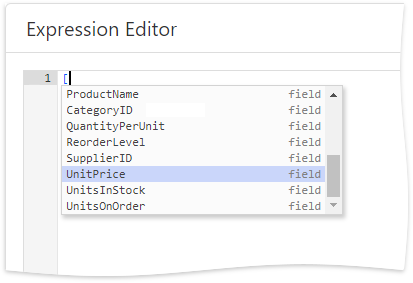 Expression Editor
1 [
ProductName field
CategoryID field
QuantityPerUnit field
ReorderLevel field
SupplierID field
UnitPrice field
UnitsInStock field
UnitsOnOrder field